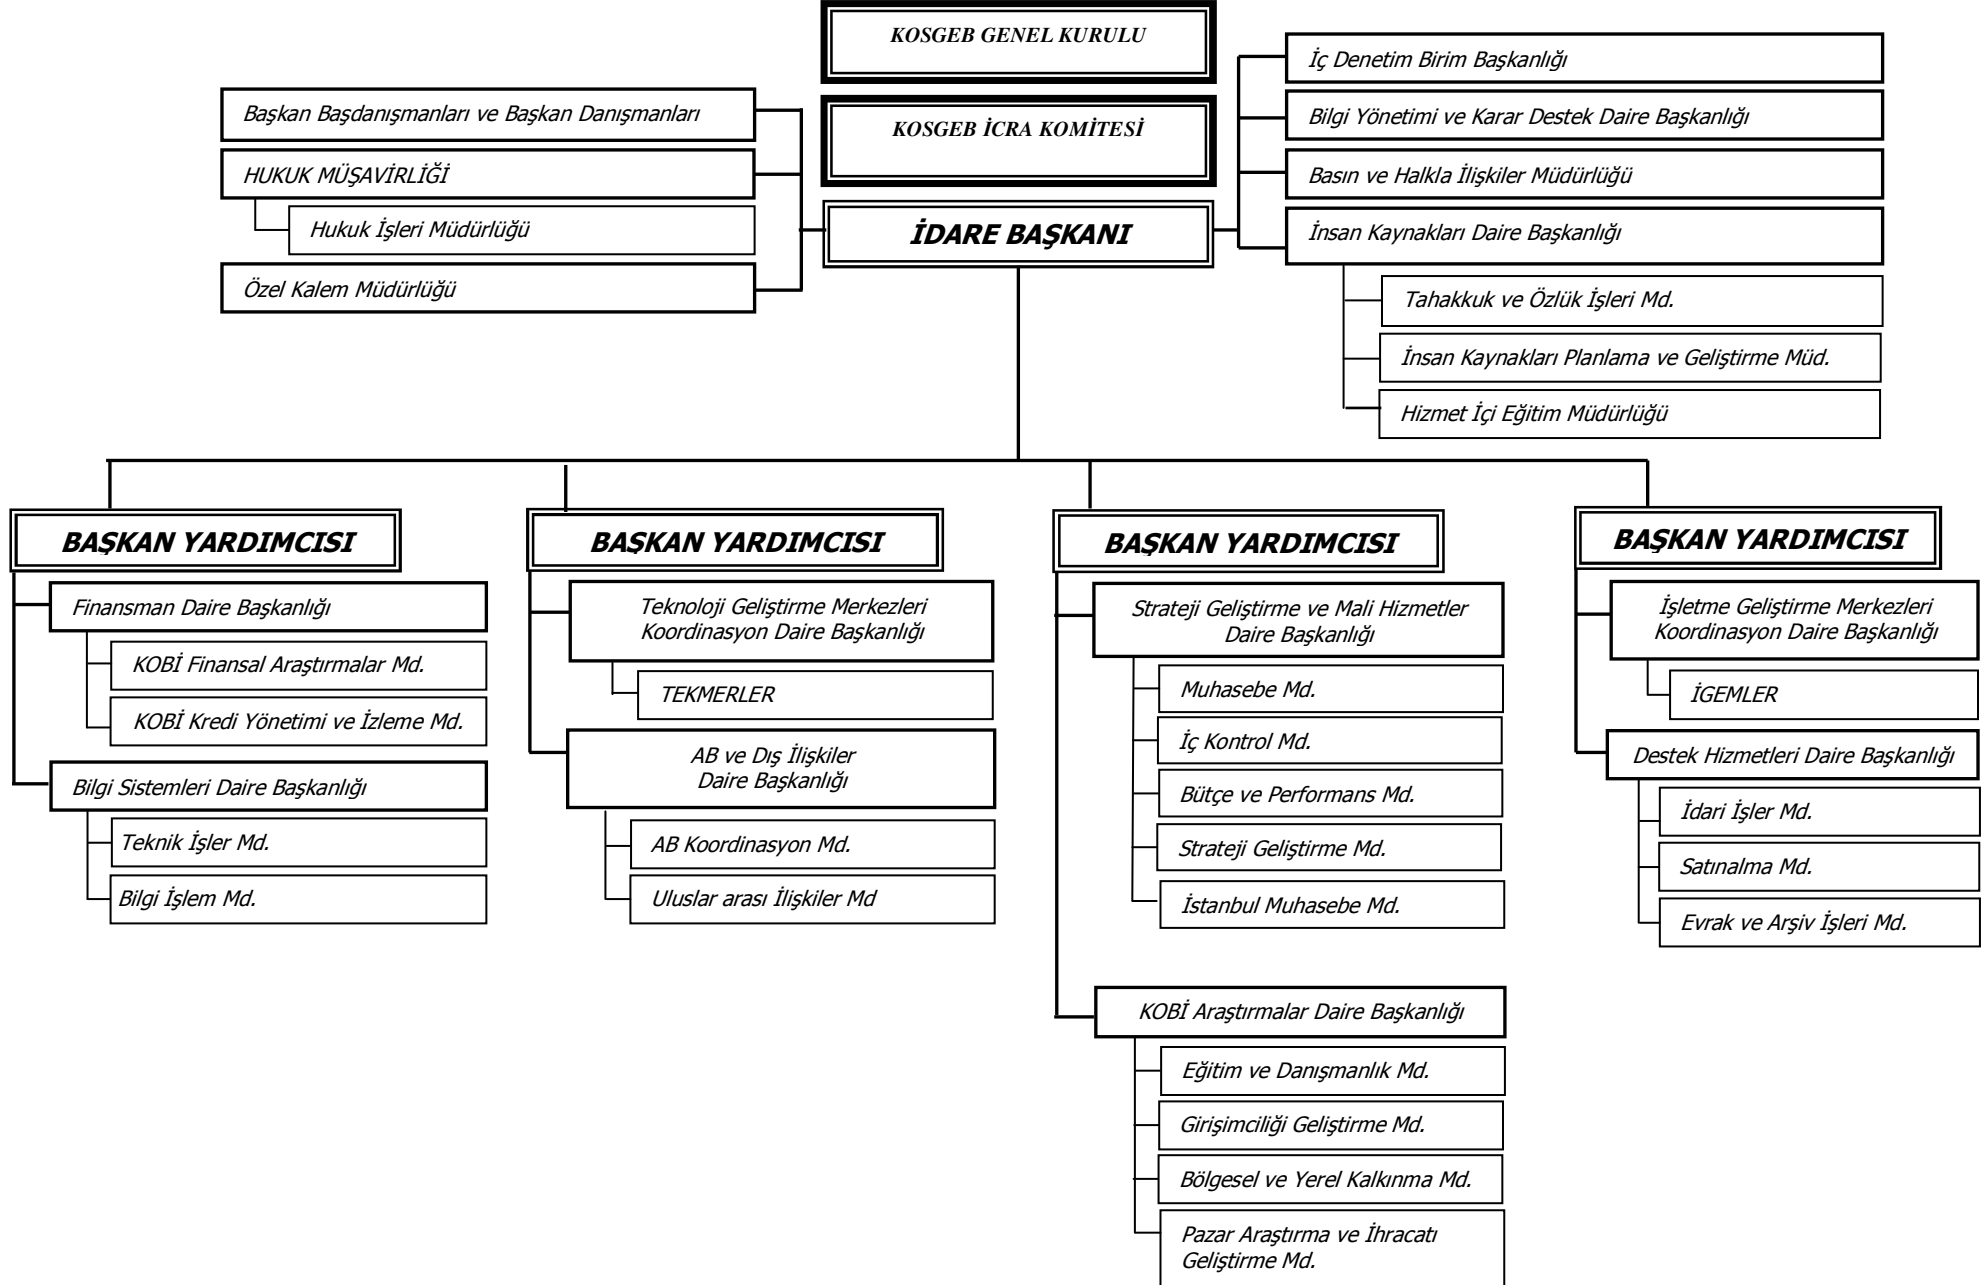 KOSGEB GENEL KURULU
KOSGEB İCRA KOMİTESİ
İDARE BAŞKANI
Başkan Başdanışmanları ve Başkan Danışmanları
HUKUK MÜŞAVİRLİĞİ
Hukuk İşleri Müdürlüğü
Özel Kalem Müdürlüğü
İç Denetim Birim Başkanlığı
Bilgi Yönetimi ve Karar Destek Daire Başkanlığı
Basın ve Halkla İlişkiler Müdürlüğü
İnsan Kaynakları Daire Başkanlığı
Tahakkuk ve Özlük İşleri Md.
İnsan Kaynakları Planlama ve Geliştirme Müd.
Hizmet İçi Eğitim Müdürlüğü
BAŞKAN YARDIMCISI
Finansman Daire Başkanlığı
KOBİ Finansal Araştırmalar Md.
KOBİ Kredi Yönetimi ve İzleme Md.
Bilgi Sistemleri Daire Başkanlığı
Teknik İşler Md.
Bilgi İşlem Md.
BAŞKAN YARDIMCISI
Teknoloji Geliştirme Merkezleri
Koordinasyon Daire Başkanlığı
TEKMERLER
AB ve Dış İlişkiler
Daire Başkanlığı
AB Koordinasyon Md.
Uluslar arası İlişkiler Md
BAŞKAN YARDIMCISI
Strateji Geliştirme ve Mali Hizmetler
Daire Başkanlığı
Muhasebe Md.
İç Kontrol Md.
Bütçe ve Performans Md.
Strateji Geliştirme Md.
İstanbul Muhasebe Md.
KOBİ Araştırmalar Daire Başkanlığı
Eğitim ve Danışmanlık Md.
Girişimciliği Geliştirme Md.
Bölgesel ve Yerel Kalkınma Md.
Pazar Araştırma ve İhracatı
Geliştirme Md.
BAŞKAN YARDIMCISI
İşletme Geliştirme Merkezleri
Koordinasyon Daire Başkanlığı
İGEMLER
Destek Hizmetleri Daire Başkanlığı
İdari İşler Md.
Satınalma Md.
Evrak ve Arşiv İşleri Md.